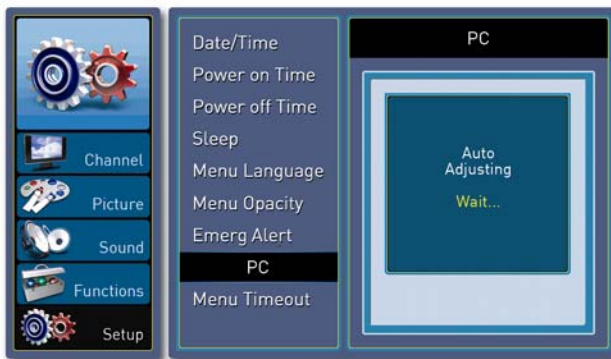 Channel
Picture
Sound
Functions
Setup
Date/Time
Power on Time
Power off Time
Sleep
Menu Language
Menu Opacity
Emerg Alert
PC
Menu Timeout
PC
Auto
Adjusting
Wait...